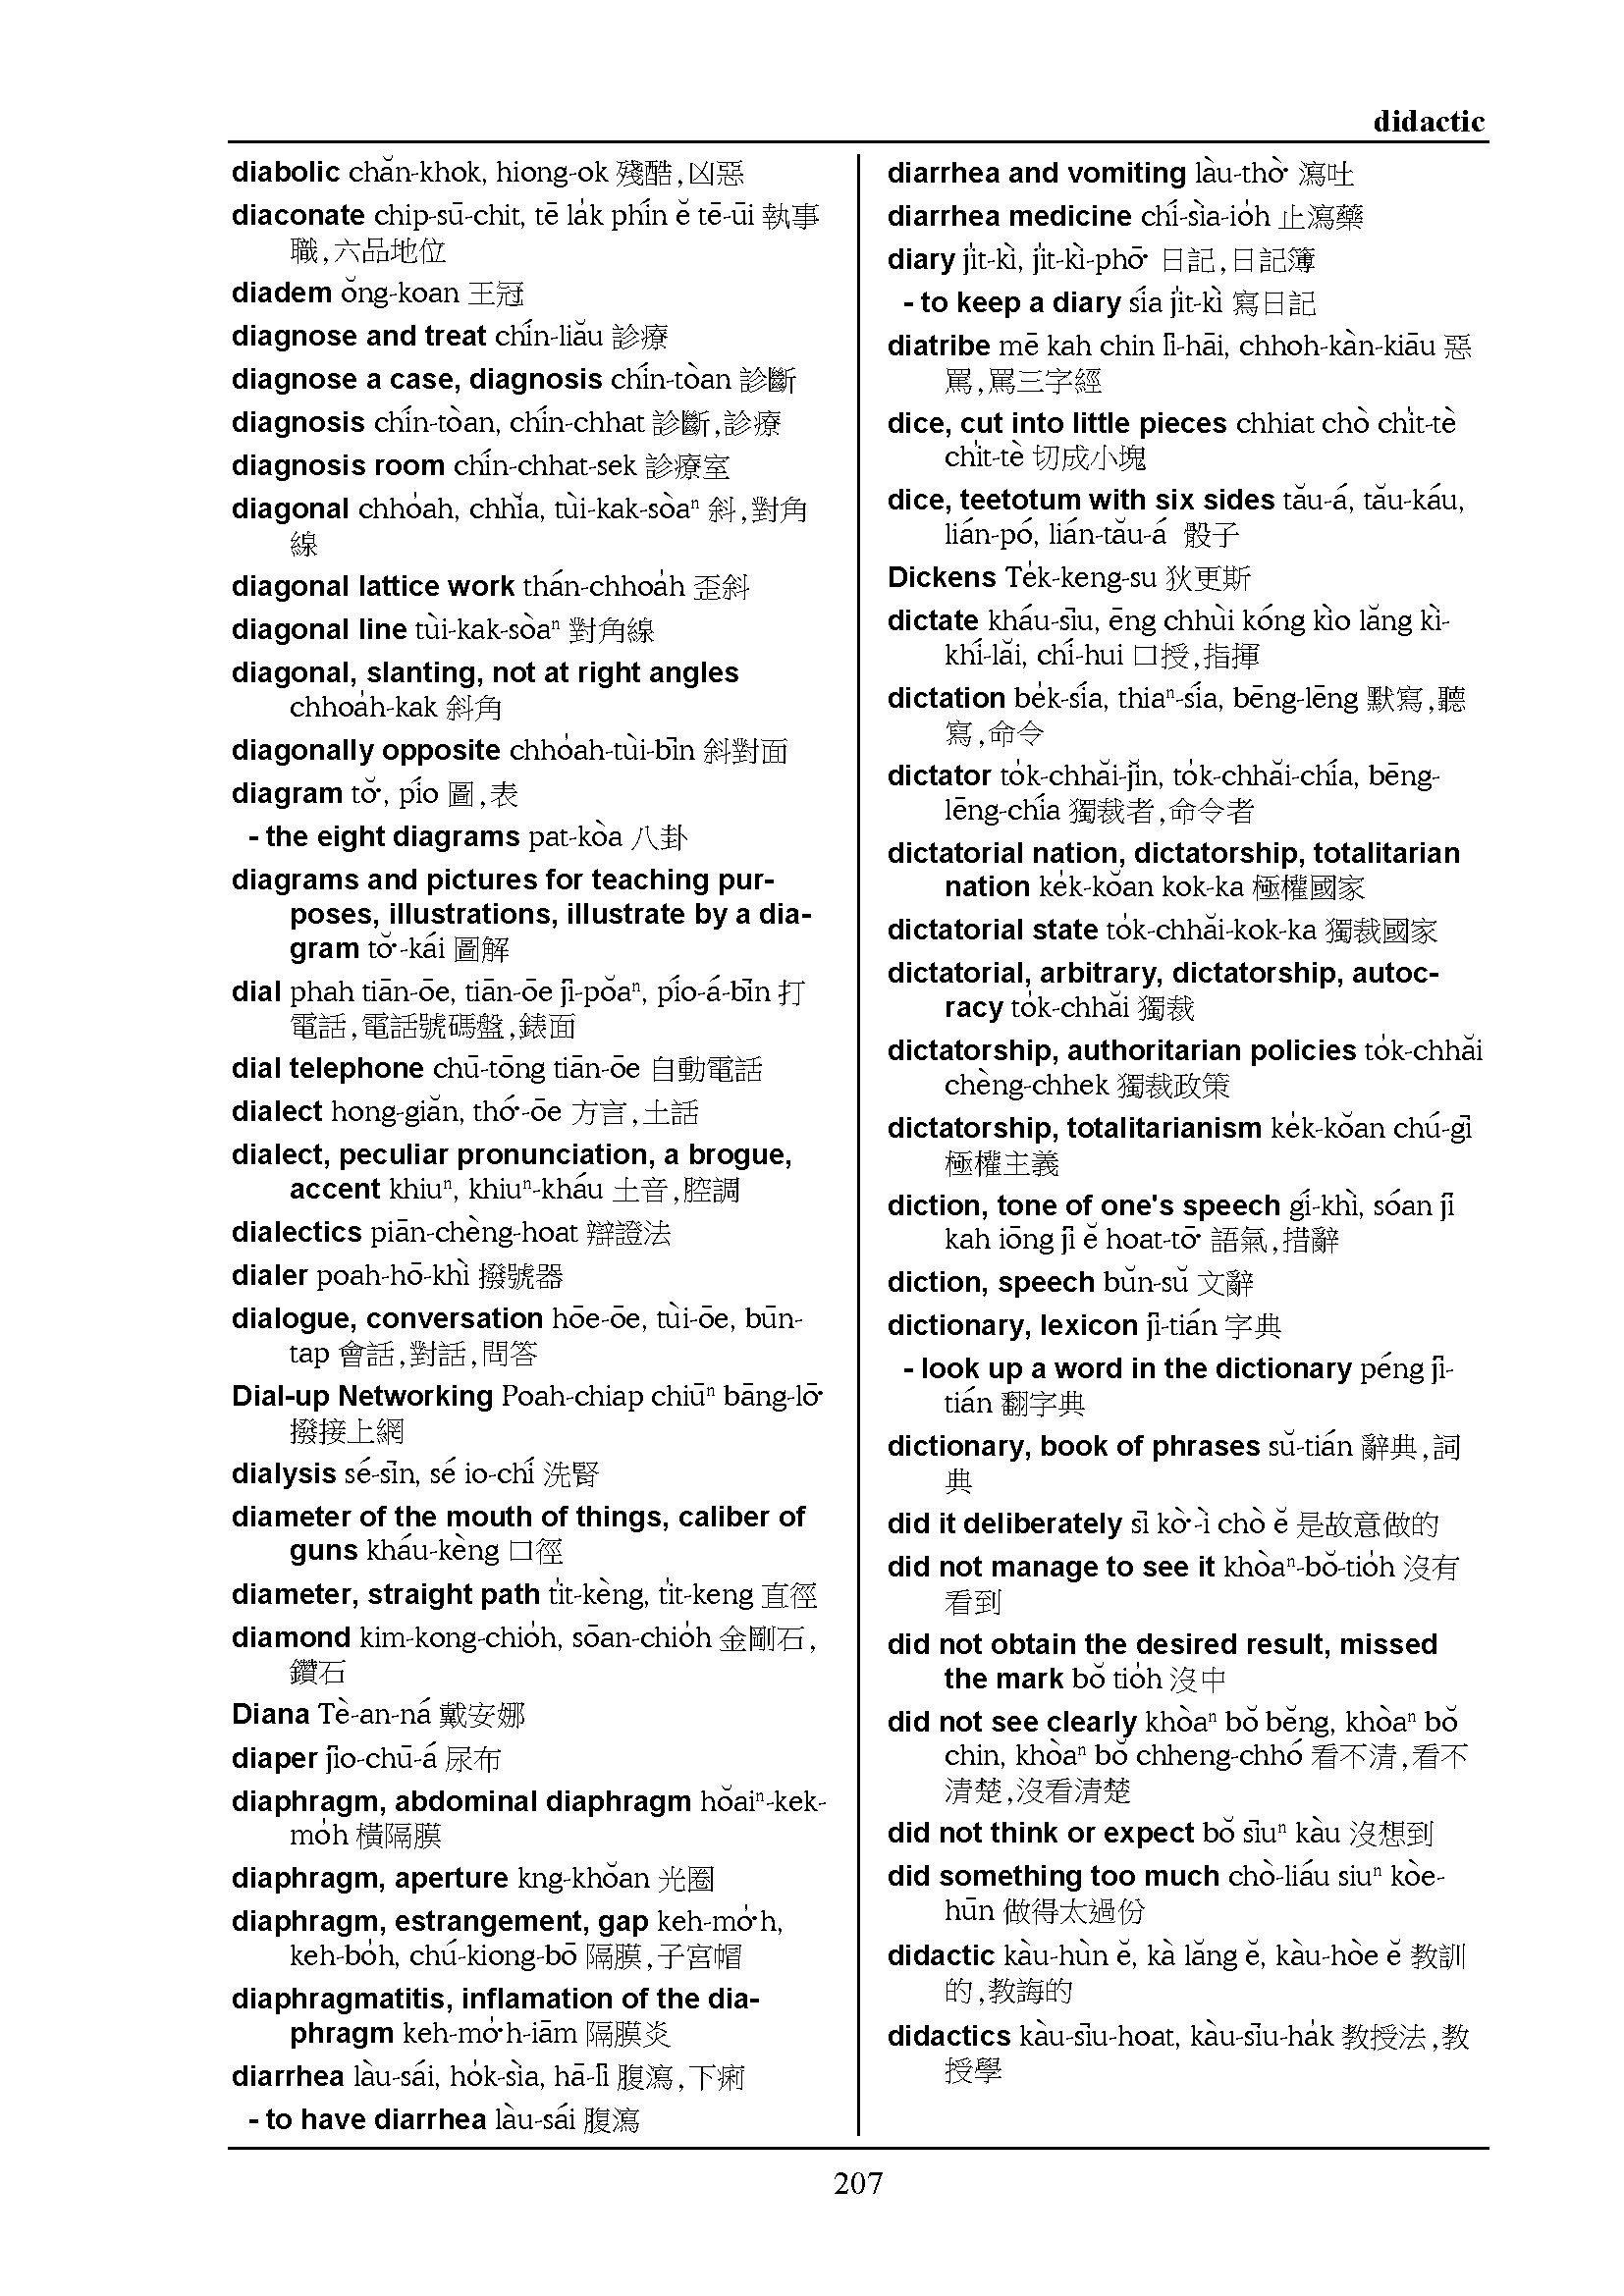 didactic
diabolic chăn-khok, hiong-ok 殘酷,凶惡
diaconate chip-sū-chit, tē la̍k phín ĕ tē-ūi 執事
職,六品地位
diadem ŏng-koan 王冠
diagnose and treat chín-liău 診療
diagnose a case, diagnosis chín-tòan 診斷
diagnosis chín-tòan, chín-chhat 診斷,診療
diagnosis room chín-chhat-sek 診療室
diagonal chho̍ah, chhĭa, tùi-kak-sòaⁿ 斜,對角
線
diagonal lattice work thán-chhoa̍h 歪斜
diagonal line tùi-kak-sòaⁿ 對角線
diagonal, slanting, not at right angles
chhoa̍h-kak 斜角
diagonally opposite chho̍ah-tùi-bīn 斜對面
diagram tŏ͘, pío 圖,表
- the eight diagrams pat-kòa 八卦
diagrams and pictures for teaching pur-
poses, illustrations, illustrate by a dia-
gram tŏ͘-kái 圖解
dial phah tiān-ōe, tiān-ōe jī-pŏaⁿ, pío-á-bīn 打
電話,電話號碼盤,錶面
dial telephone chū-tōng tiān-ōe 自動電話
dialect hong-giăn, thó͘-ōe 方言,土話
dialect, peculiar pronunciation, a brogue,
accent khiuⁿ, khiuⁿ-kháu 土音,腔調
dialectics piān-chèng-hoat 辯證法
dialer poah-hō-khì 撥號器
dialogue, conversation hōe-ōe, tùi-ōe, būn-
tap 會話,對話,問答
Dial-up Networking Poah-chiap chiūⁿ bāng-lō͘
撥接上網
dialysis sé-sīn, sé io-chí 洗腎
diameter of the mouth of things, caliber of
guns kháu-kèng 口徑
diameter, straight path ti̍t-kèng, ti̍t-keng 直徑
diamond kim-kong-chio̍h, sōan-chio̍h 金剛石,
鑽石
Diana Tè-an-ná 戴安娜
diaper jīo-chū-á 尿布
diaphragm, abdominal diaphragm hŏaiⁿ-kek-
mo̍h 橫隔膜
diaphragm, aperture kng-khŏan 光圈
diaphragm, estrangement, gap keh-mo̍͘h,
keh-bo̍h, chú-kiong-bō 隔膜,子宮帽
diaphragmatitis, inflamation of the dia-
phragm keh-mo̍͘h-iām 隔膜炎
diarrhea làu-sái, ho̍k-sìa, hā-lī 腹瀉,下痢
- to have diarrhea làu-sái 腹瀉
diarrhea and vomiting làu-thò͘ 瀉吐
diarrhea medicine chí-sìa-io̍h 止瀉藥
diary ji̍t-kì, ji̍t-kì-phō͘ 日記,日記簿
- to keep a diary sía ji̍t-kì 寫日記
diatribe mē kah chin lī-hāi, chhoh-kàn-kiāu 惡
罵,罵三字經
dice, cut into little pieces chhiat chò chi̍t-tè
chi̍t-tè 切成小塊
dice, teetotum with six sides tău-á, tău-káu,
lián-pó, lián-tău-á 骰子
Dickens Te̍k-keng-su 狄更斯
dictate kháu-sīu, ēng chhùi kóng kìo lăng kì-
khí-lăi, chí-hui 口授,指揮
dictation be̍k-sía, thiaⁿ-sía, bēng-lēng 默寫,聽
寫,命令
dictator to̍k-chhăi-jĭn, to̍k-chhăi-chía, bēng-
lēng-chía 獨裁者,命令者
dictatorial nation, dictatorship, totalitarian
nation ke̍k-kŏan kok-ka 極權國家
dictatorial state to̍k-chhăi-kok-ka 獨裁國家
dictatorial, arbitrary, dictatorship, autoc-
racy to̍k-chhăi 獨裁
dictatorship, authoritarian policies to̍k-chhăi
chèng-chhek 獨裁政策
dictatorship, totalitarianism ke̍k-kŏan chú-gī
極權主義
diction, tone of one's speech gí-khì, sóan jī
kah iōng jī ĕ hoat-tō͘ 語氣,措辭
diction, speech bŭn-sŭ 文辭
dictionary, lexicon jī-tián 字典
- look up a word in the dictionary péng jī-
tián 翻字典
dictionary, book of phrases sŭ-tián 辭典,詞
典
did it deliberately sī kò͘-ì chò ĕ 是故意做的
did not manage to see it khòaⁿ-bŏ-tio̍h 沒有
看到
did not obtain the desired result, missed
the mark bŏ tio̍h 沒中
did not see clearly khòaⁿ bŏ bĕng, khòaⁿ bŏ
chin, khòaⁿ bŏ chheng-chhó 看不清,看不
清楚,沒看清楚
did not think or expect bŏ sīuⁿ kàu 沒想到
did something too much chò-liáu siuⁿ kòe-
hūn 做得太過份
didactic kàu-hùn ĕ, kà lăng ĕ, kàu-hòe ĕ 教訓
的,教誨的
didactics kàu-sīu-hoat, kàu-sīu-ha̍k 教授法,教
授學
207